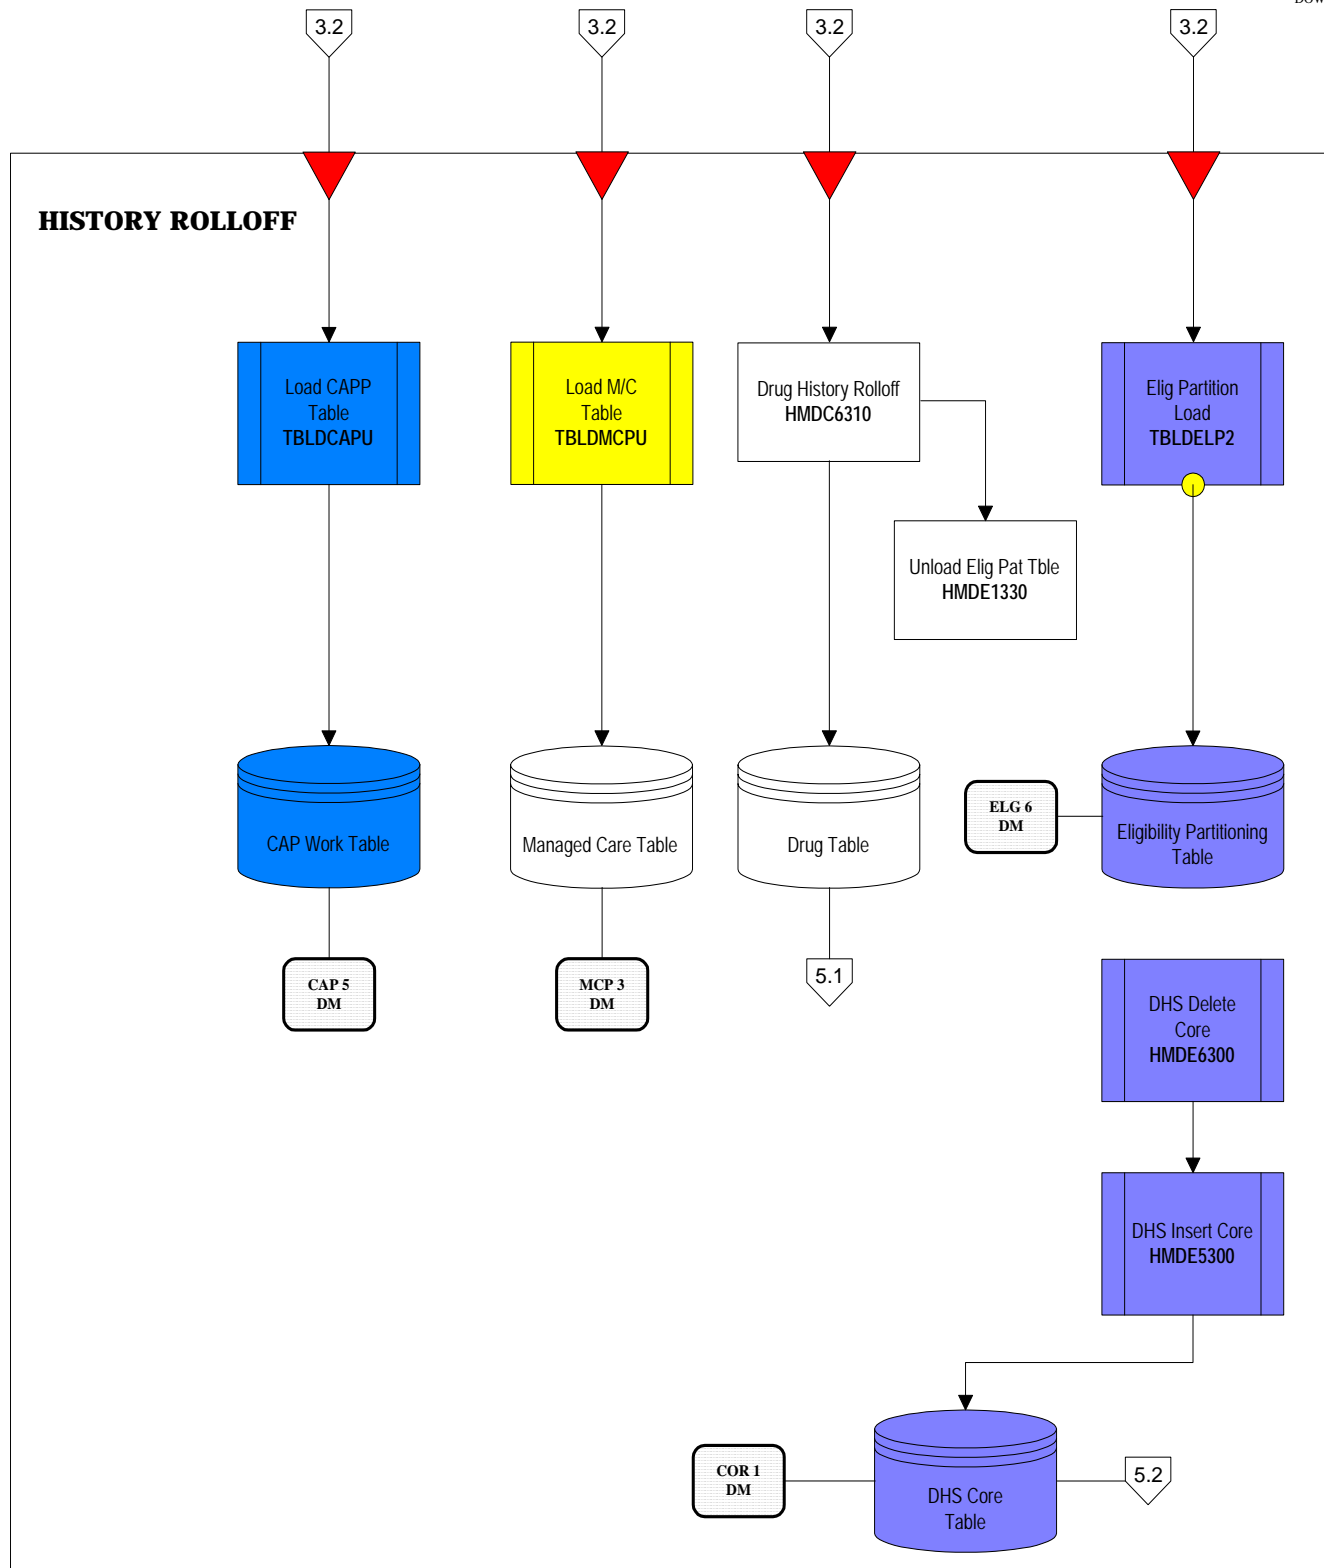 3.2
3.2
3.2
3.2
HISTORY ROLLOFF
Load CAPP
Table
TBLDCAPU
Load M/C
Table
TBLDMCPU
Drug History Rolloff
HMDC6310
Elig Partition
Load
TBLDELP2
Unload Elig Pat Tble
HMDE1330
CAP Work Table
Managed Care Table
Drug Table
ELG 6
DM
Eligibility Partitioning
Table
CAP 5
DM
MCP 3
DM
5.1
DHS Delete
Core
HMDE6300
DHS Insert Core
HMDE5300
COR 1
DM
DHS Core
Table
5.2